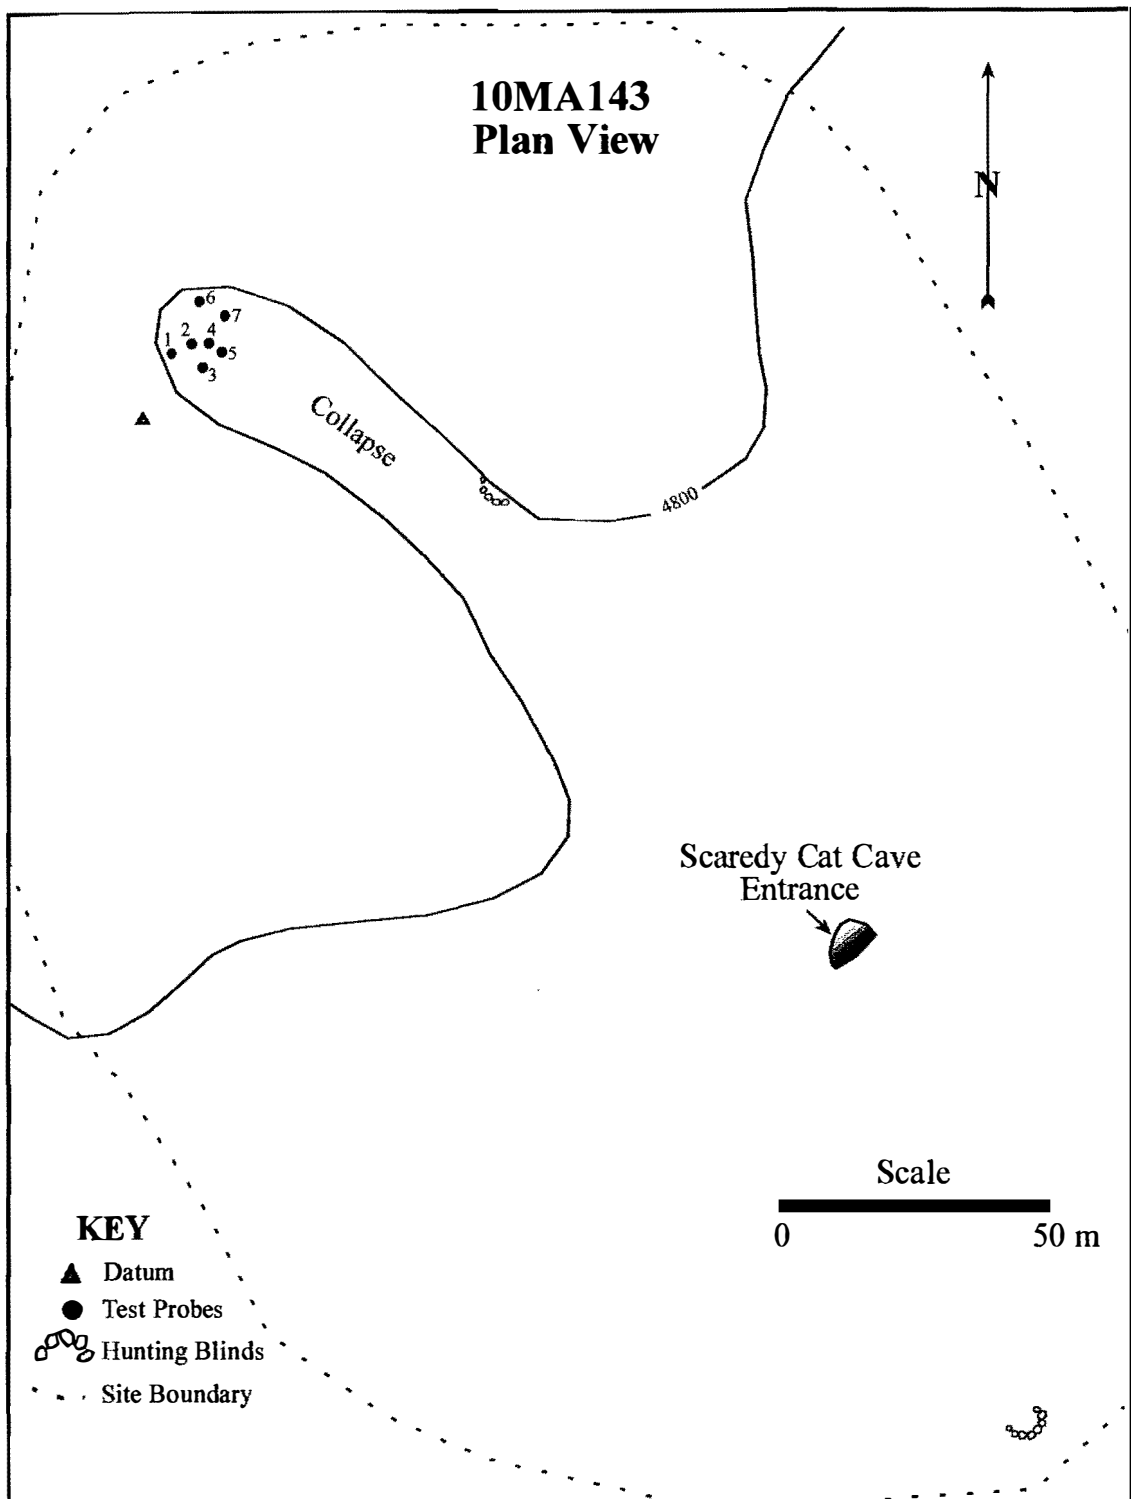 10MA143
Plan View
N
6
7
1
2
4
5
3
Collapse
4800
Scaredy Cat Cave
Entrance
Scale
0
50 m
KEY
Datum
Test Probes
Hunting Blinds
Site Boundary